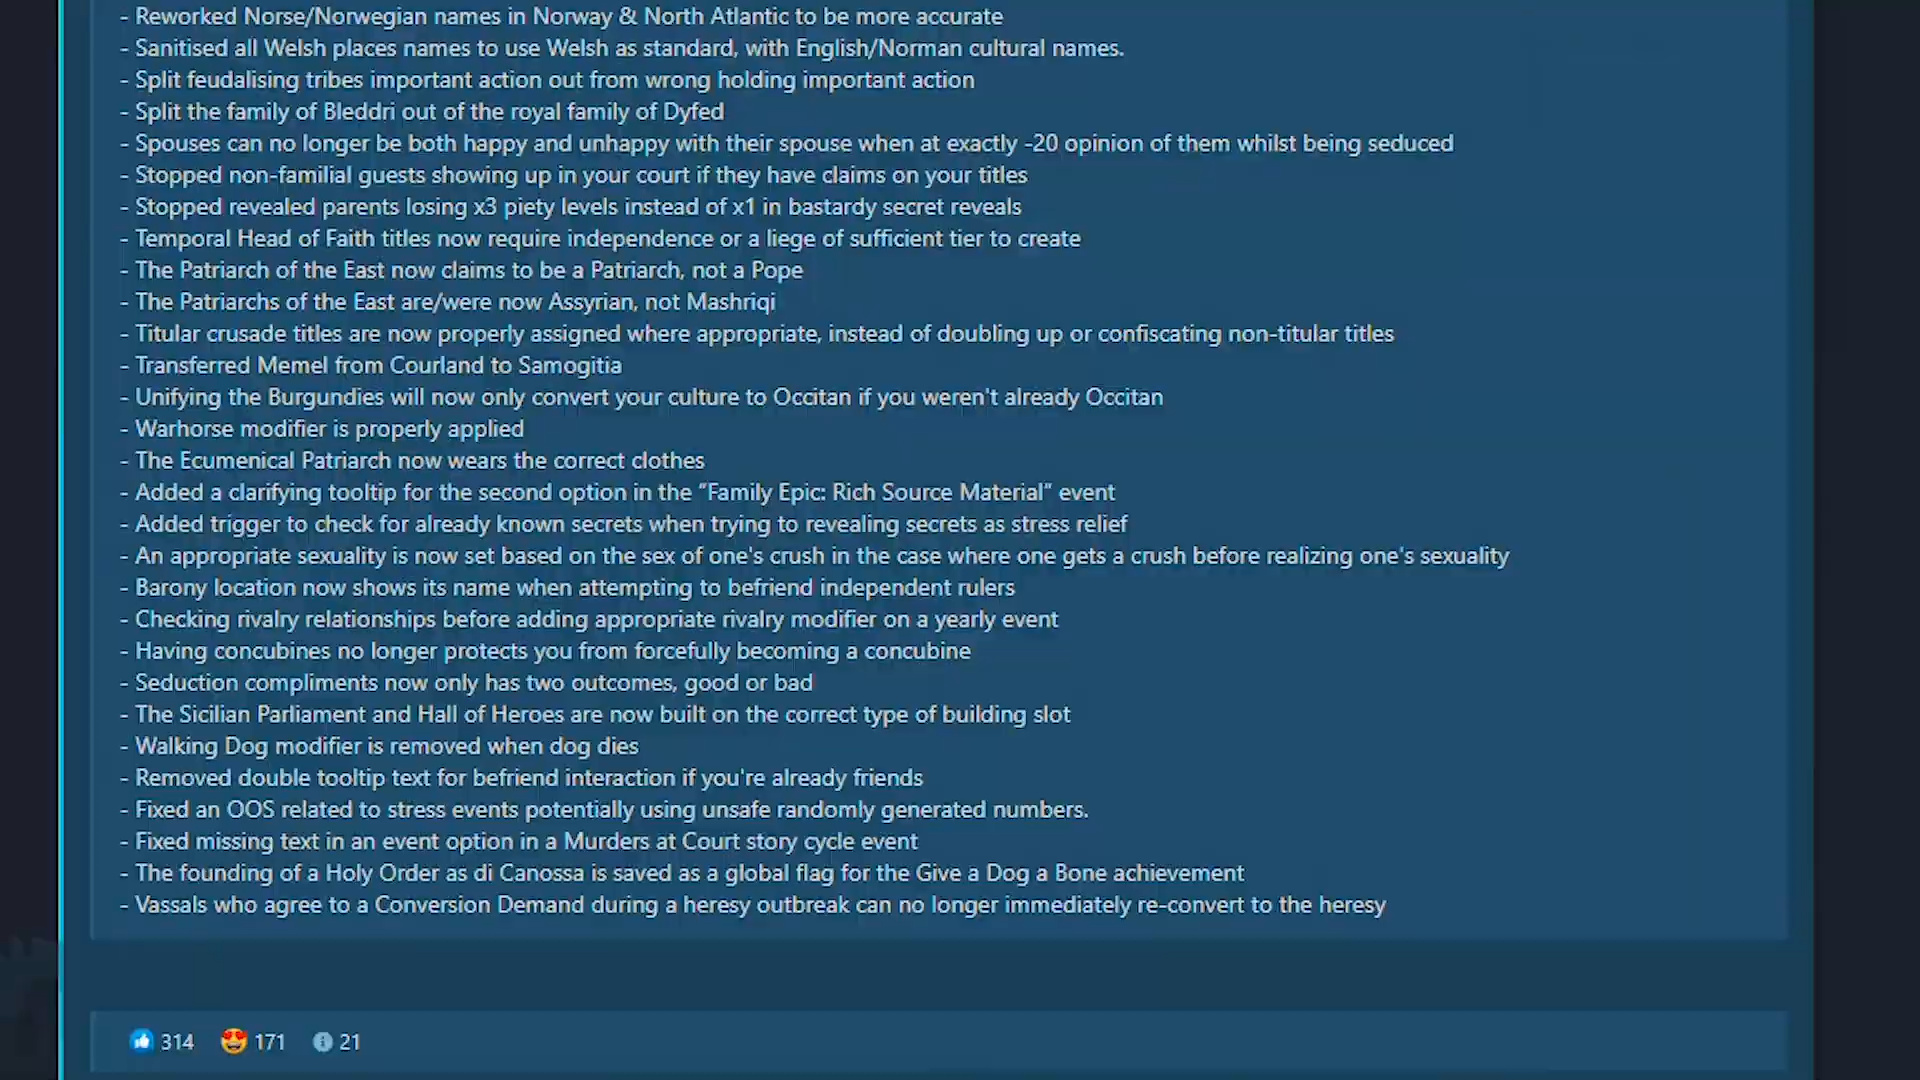 - Reworked Norse/Norwegian names in Norway & North Atlantic to be more accurate
- Sanitised all Welsh places names to use Welsh as standard, with English/Norman cultural names.
- Split feudalising tribes important action out from wrong holding important action
- Split the family of Bleddri out of the royal family of Dyfed
- Spouses can no longer be both happy and unhappy with their spouse when at exactly -20 opinion of them whilst being seduced
- Stopped non-familial guests showing up in your court if they have claims on your titles
- Stopped revealed parents losing x3 piety levels instead of x1 in bastardy secret reveals
- Temporal Head of Faith titles now require independence or a liege of sufficient tier to create
- The Patriarch of the East now claims to be a Patriarch, not a Pope
- The Patriarchs of the East are/were now Assyrian, not Mashriqi
- Titular crusade titles are now properly assigned where appropriate, instead of doubling up or confiscating non-titular titles
- Transferred Memel from Courland to Samogitia
- Unifying the Burgundies will now only convert your culture to Occitan if you weren't already Occitan
- Warhorse modifier is properly applied
- The Ecumenical Patriarch now wears the correct clothes
- Added a clarifying tooltip for the second option in the “Family Epic: Rich Source Material” event
- Added trigger to check for already known secrets when trying to revealing secrets as stress relief
- An appropriate sexuality is now set based on the sex of one's crush in the case where one gets a crush before realizing one's sexuality
- Barony location now shows its name when attempting to befriend independent rulers
- Checking rivalry relationships before adding appropriate rivalry modifier on a yearly event
- Having concubines no longer protects you from forcefully becoming a concubine
- Seduction compliments now only has two outcomes, good or bad
- The Sicilian Parliament and Hall of Heroes are now built on the correct type of building slot
- Walking Dog modifier is removed when dog dies
- Removed double tooltip text for befriend interaction if you're already friends
- Fixed an OOS related to stress events potentially using unsafe randomly generated numbers.
- Fixed missing text in an event option in a Murders at Court story cycle event
- The founding of a Holy Order as di Canossa is saved as a global flag for the Give a Dog a Bone achievement
- Vassals who agree to a Conversion Demand during a heresy outbreak can no longer immediately re-convert to the heresy
314 171 21